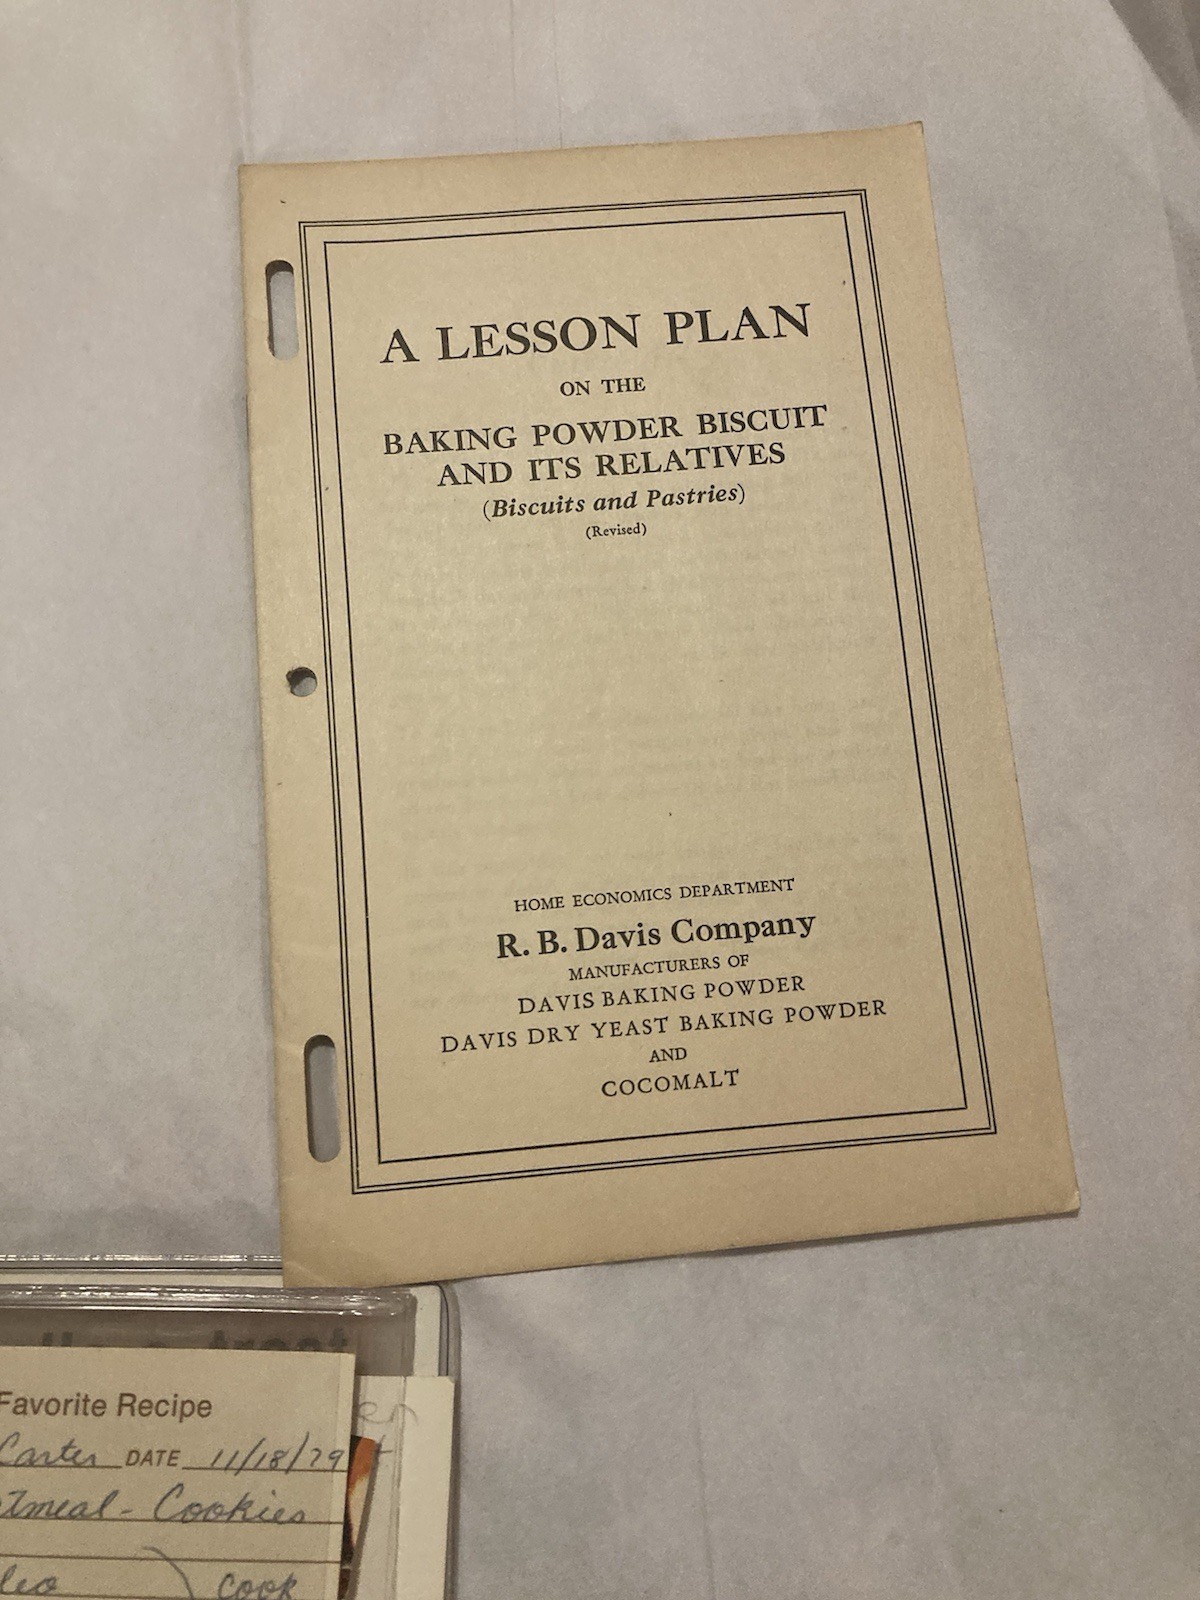 A LESSON PLAN
ON THE
BAKING POWDER BISCUIT
AND ITS RELATIVES
(Biscuits and Pastries)
(Revised)
HOME ECONOMICS DEPARTMENT
R. B. Davis Company
MANUFACTURERS OF
DAVIS BAKING POWDER
DAVIS DRY YEAST BAKING POWDER
AND
COCOMALT
Favorite Recipe
Carter DATE 11/18/79
Cookies
cook